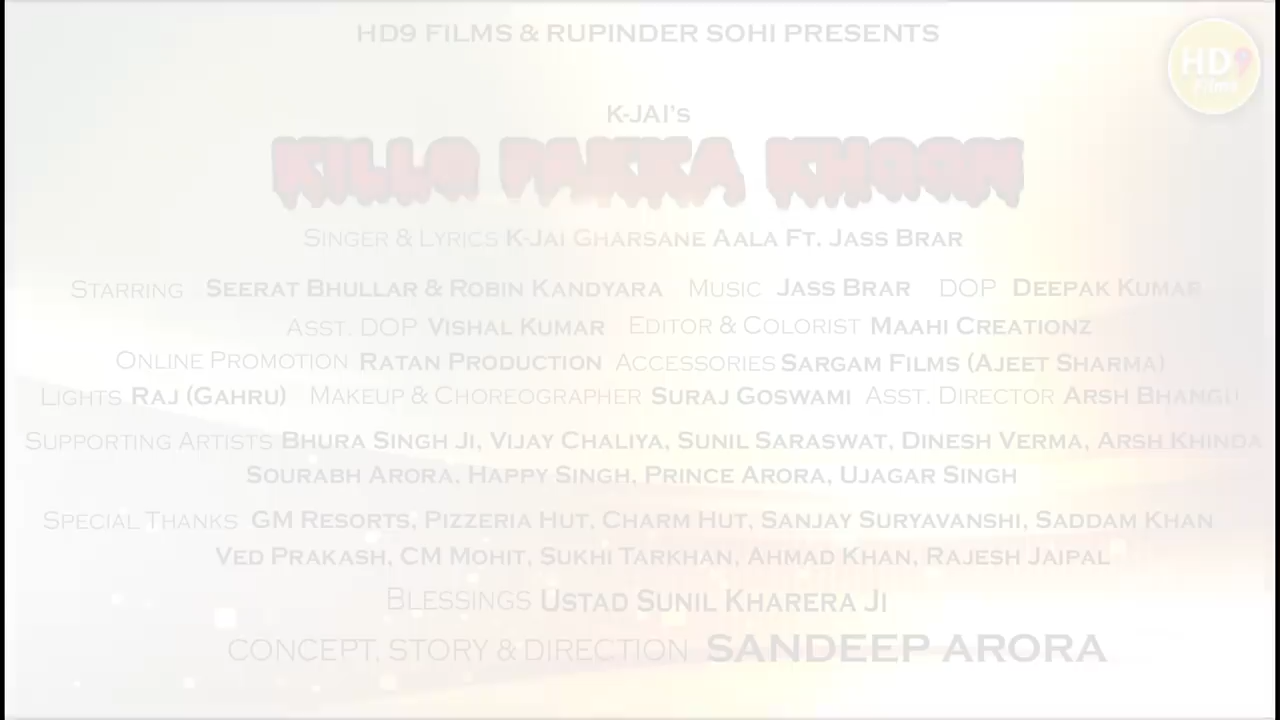 HD9 FILMS & RUPINDER SOHI PRESENTS
HD9
Films
K-JAI's
KILLO PAKKA KHOON
SINGER & LYRICS K-JAI GHARSANE AALA FT. JASS BRAR
STARRING SEERAT BHULLAR & ROBIN KANDYARA MUSIC JASS BRAR DOP DEEPAK KUMAR
ASST. DOP VISHAL KUMAR EDITOR & COLORIST MAAHI CREATIONZ
ONLINE PROMOTION RATAN PRODUCTION ACCESSORIES SARGAM FILMS (AJEET SHARMA)
LIGHTS RAJ (GAHRU) MAKEUP & CHOREOGRAPHER SURAJ GOSWAMI ASST. DIRECTOR ARSH BHANGU
SUPPORTING ARTISTS BHURA SINGH JI, VIJAY CHALIYA, SUNIL SARASWAT, DINESH VERMA, ARSH KHINDA
SOURABH ARORA, HAPPY SINGH, PRINCE ARORA, UJAGAR SINGH
SPECIAL THANKS GM RESORTS, PIZZERIA HUT, CHARM HUT, SANJAY SURYAVANSHI, SADDAM KHAN
VED PRAKASH, CM MOHIT, SUKHI TARKHAN, AHMAD KHAN, RAJESH JAIPAL
BLESSINGS USTAD SUNIL KHARERA JI
CONCEPT, STORY & DIRECTION SANDEEP ARORA